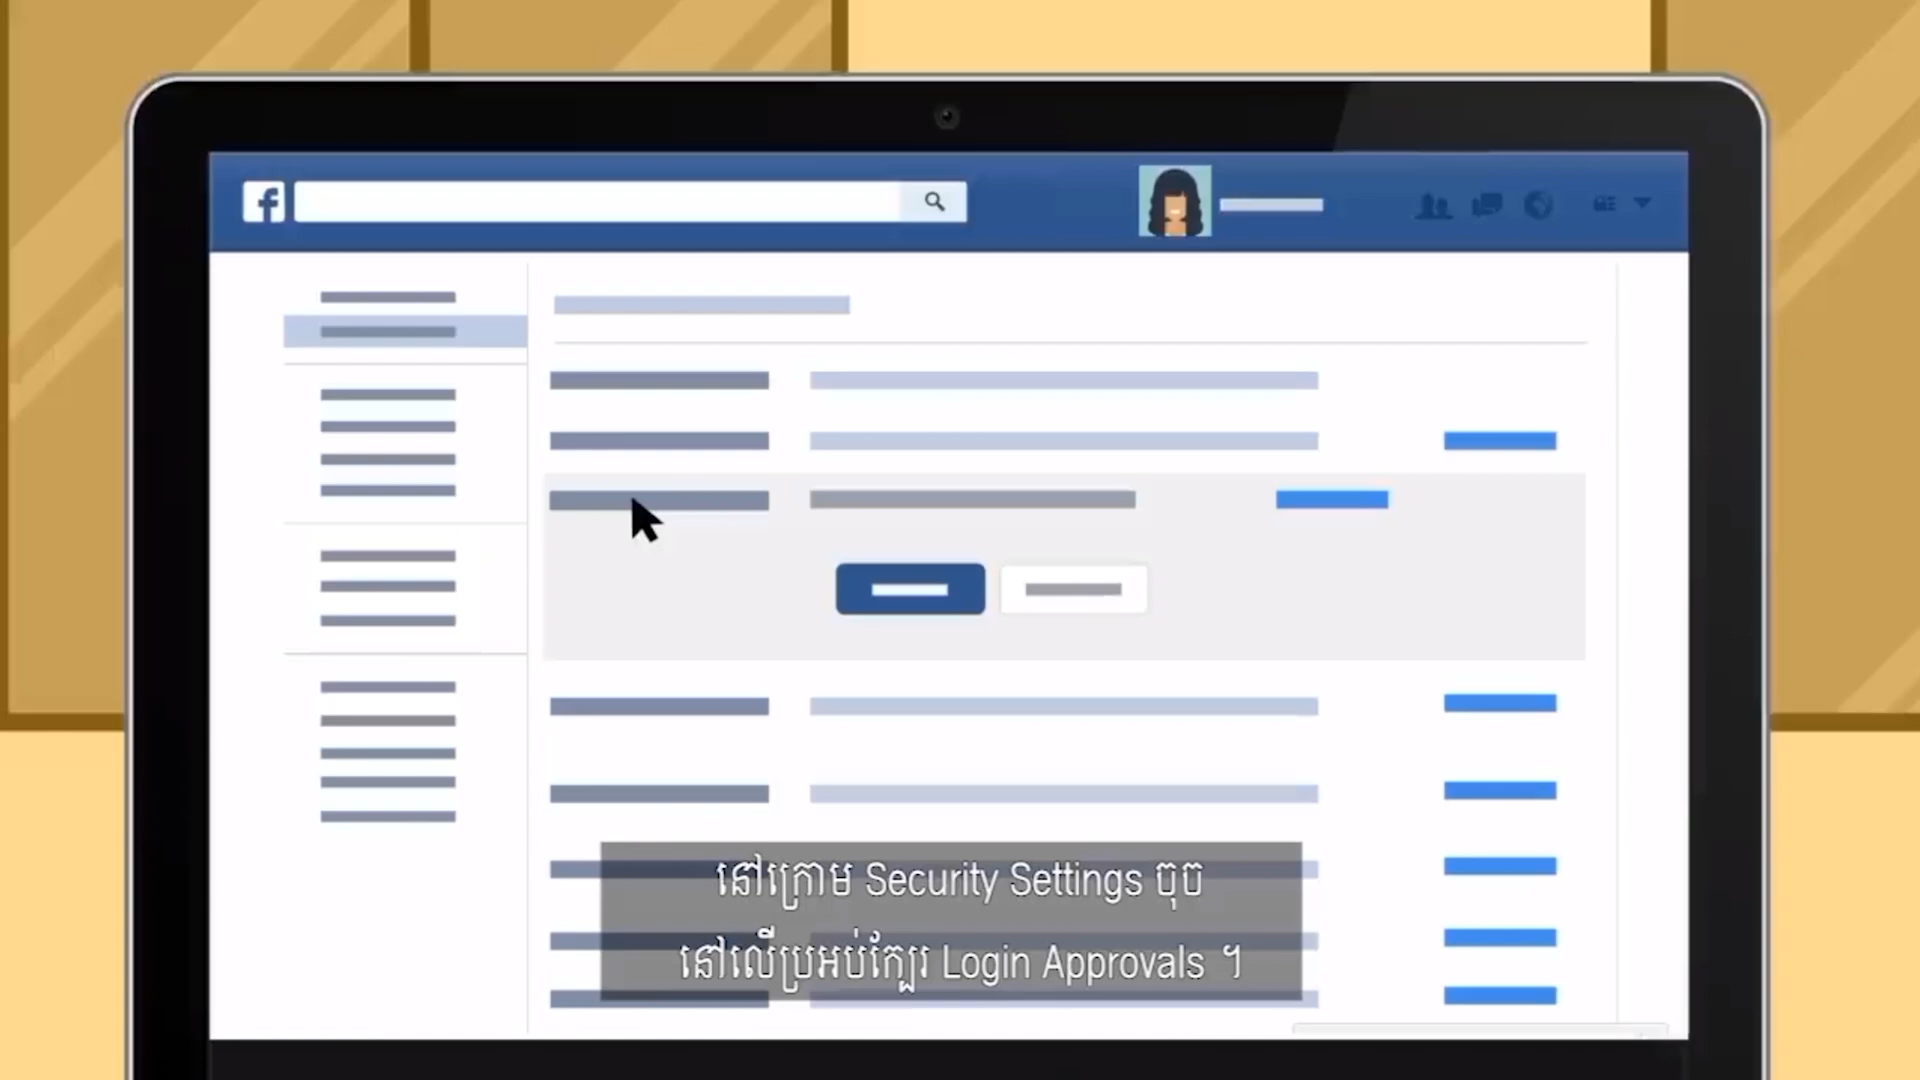 f
នៅក្រោម Security Settings ចុច
នៅលើប្រអប់ក្បែរ Login Approvals ។